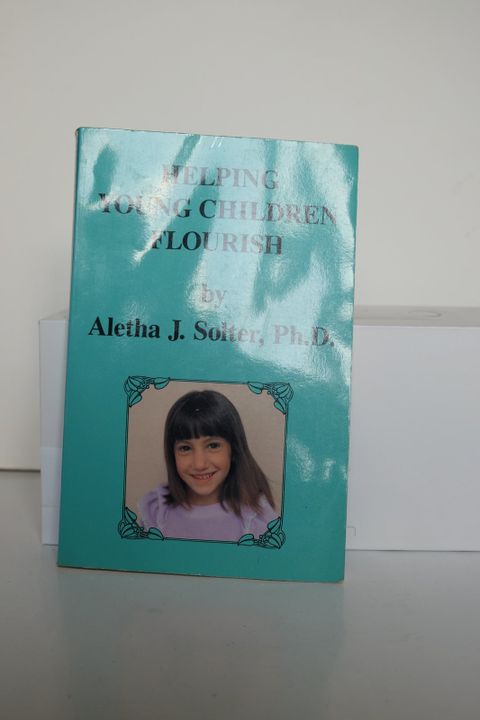 HELPING
YOUNG CHILDREN
FLOURISH
by
Aletha J. Solter, Ph.D.